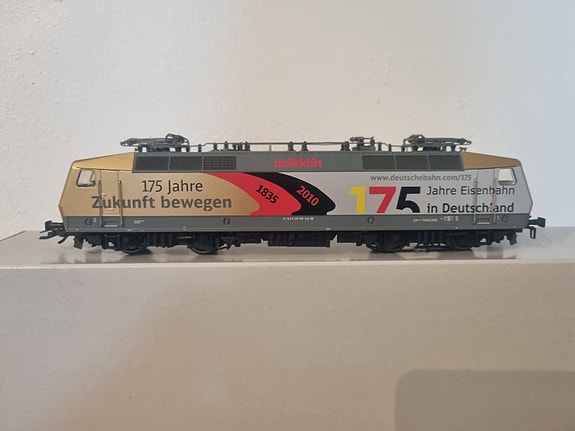 märklin
175 Jahre
Zukunft bewegen
1835
2010
www.deutschebahn.com/175
175
Jahre Eisenbahn
in Deutschland